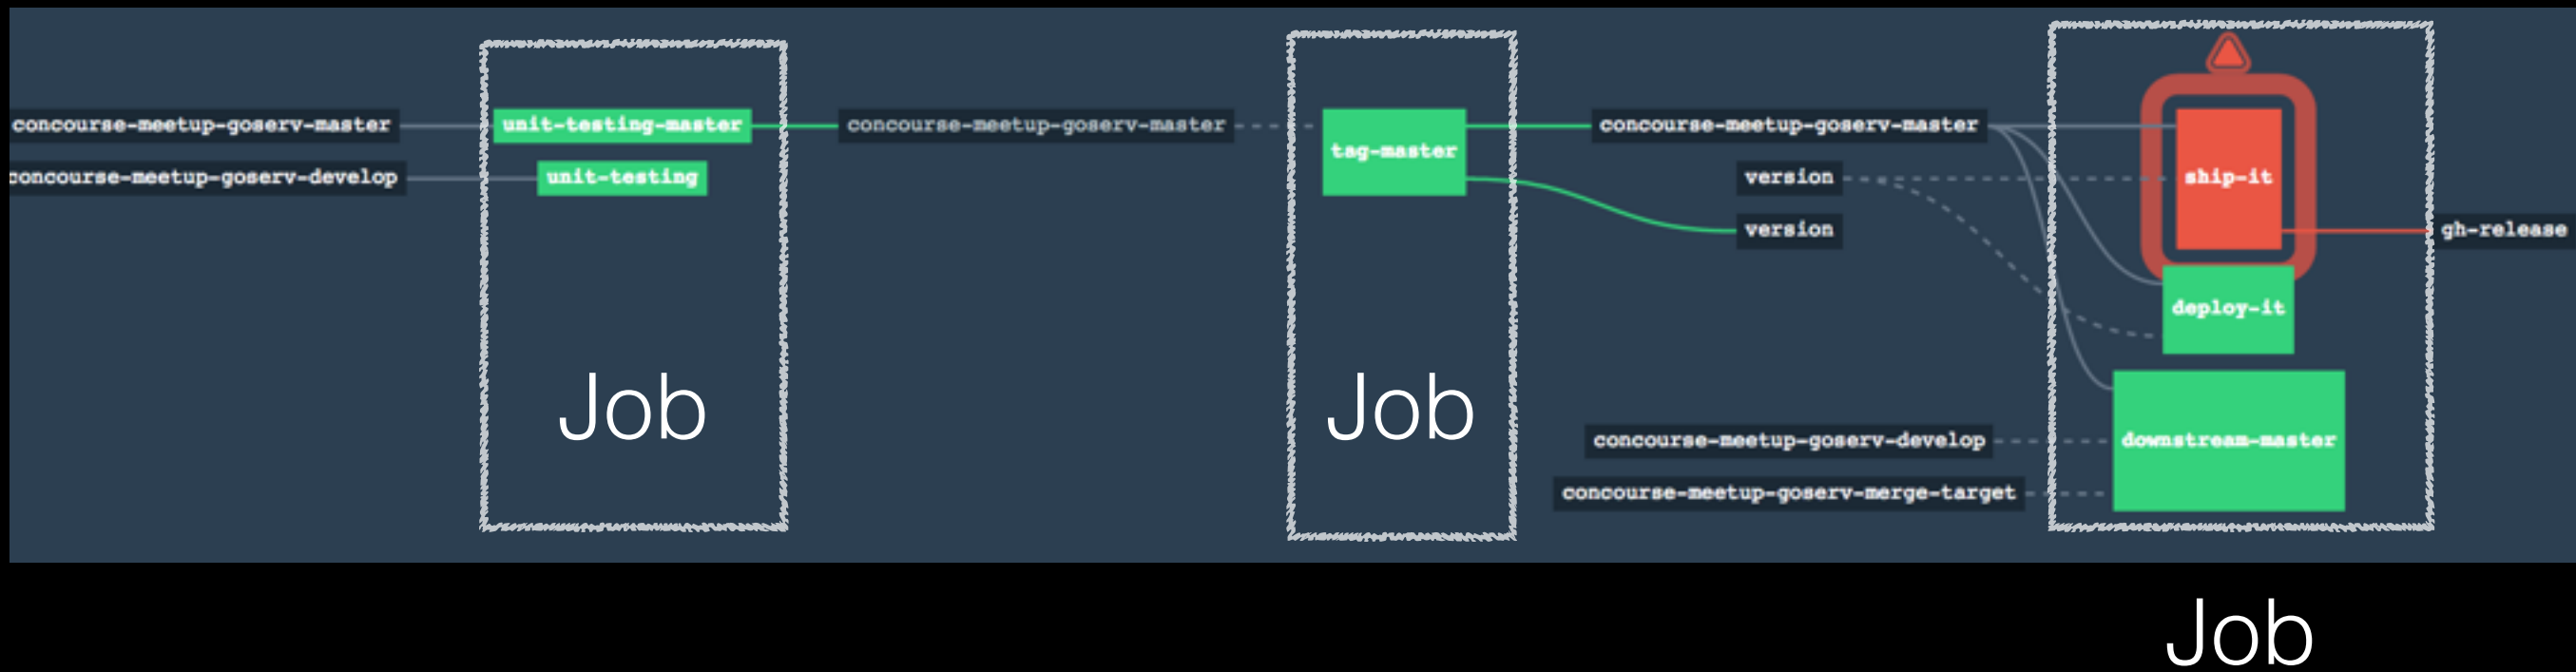 concourse-meetup-goserv-master
unit-testing-master
concourse-meetup-goserv-master
tag-master
concourse-meetup-goserv-master
concourse-meetup-goserv-develop
unit-testing
version
ship-it
version
gh-release
deploy-it
Job
Job
concourse-meetup-goserv-develop
downstream-master
concourse-meetup-goserv-merge-target
Job